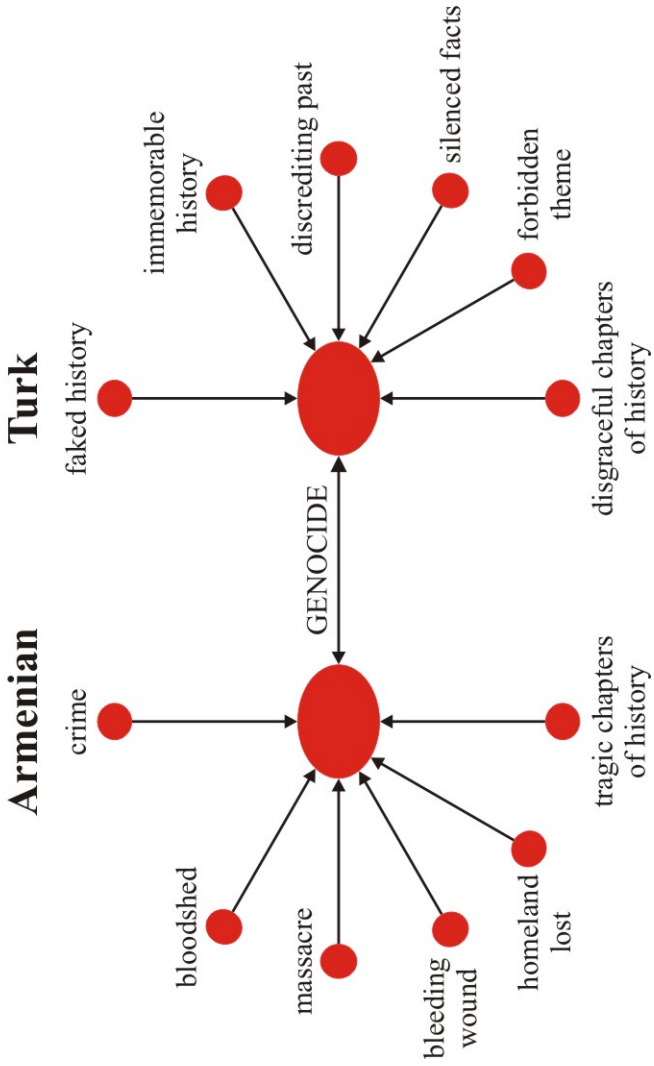 Armenian
Turk
crime
faked history
bloodshed
immemorable
history
massacre
GENOCIDE
discrediting past
bleeding
wound
silenced facts
homeland
lost
forbidden
theme
tragic chapters
of history
disgraceful chapters
of history